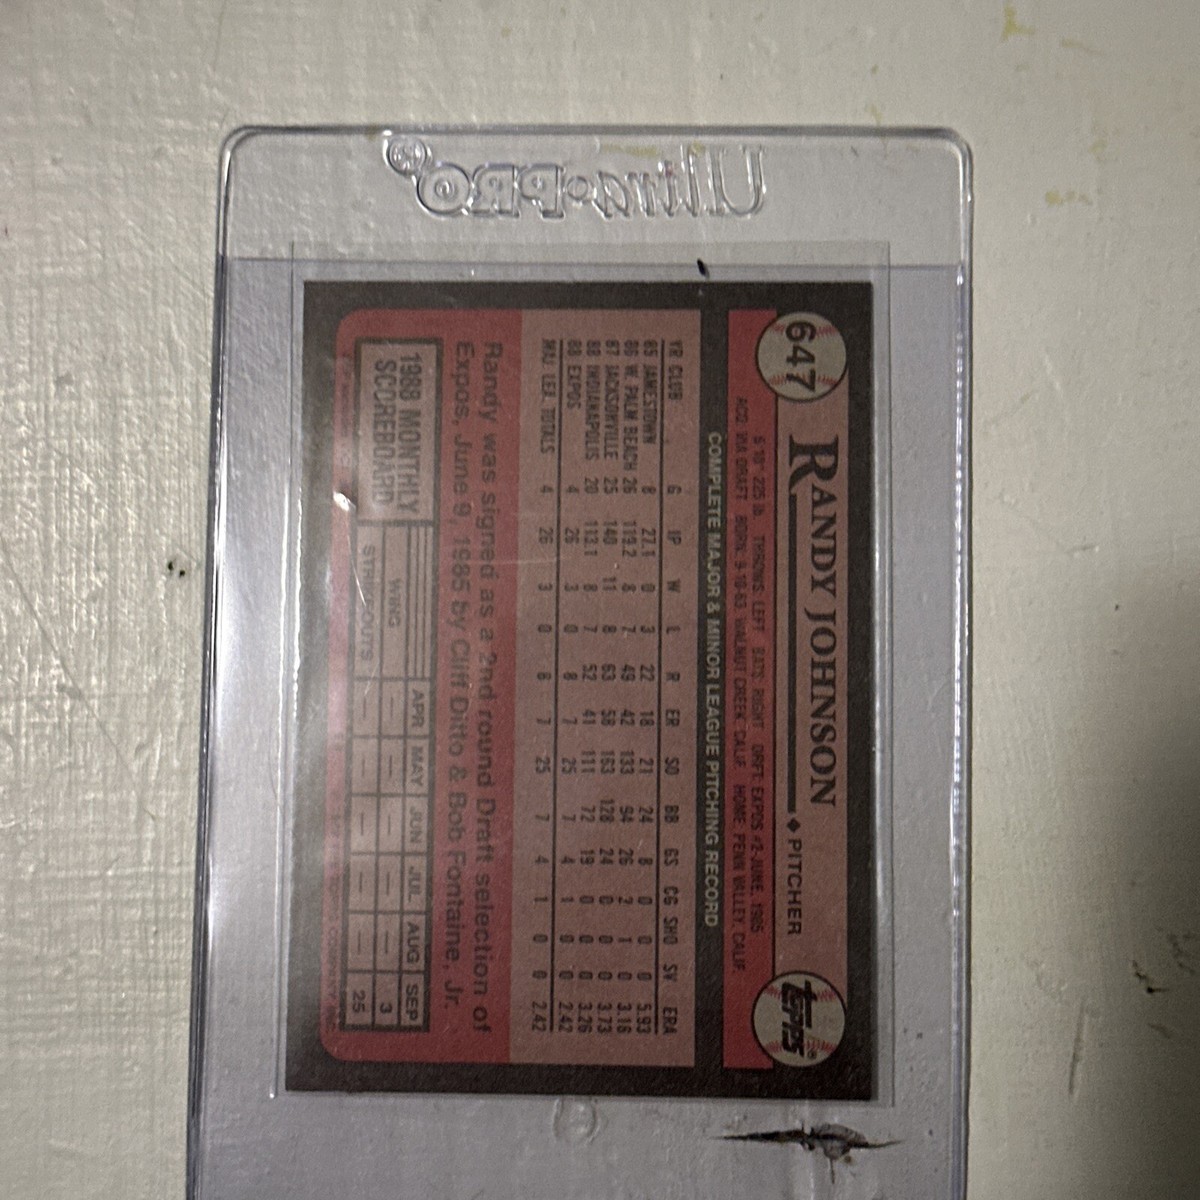 Ultra•PRO®
647
RANDY JOHNSON ♦ PITCHER
topps®
6'10" 225 lb. THROWS: LEFT BATS: RIGHT DRFT: EXPOS #2-JUNE, 1985
ACQ: VIA DRAFT BORN: 9-10-63, WALNUT CREEK, CALIF. HOME: PENN VALLEY, CALIF.
COMPLETE MAJOR & MINOR LEAGUE PITCHING RECORD
YR CLUB G IP W L R ER SO BB GS CG SHO SV ERA
85 JAMESTOWN 8 27.1 0 3 22 18 21 24 8 0 0 0 5.93
86 W. PALM BEACH 26 119.2 8 7 49 42 133 94 26 2 1 0 3.16
87 JACKSONVILLE 25 140 11 8 63 58 163 128 24 0 0 0 3.73
88 INDIANAPOLIS 20 113.1 8 7 52 41 111 72 19 0 0 0 3.26
88 EXPOS 4 26 3 0 8 7 25 7 4 1 0 0 2.42
MAJ. LEA. TOTALS 4 26 3 0 8 7 25 7 4 1 0 0 2.42
Randy was signed as a 2nd round Draft selection of
Expos, June 9, 1985 by Cliff Ditto & Bob Fontaine, Jr.
1988 MONTHLY
SCOREBOARD
APR MAY JUN JUL AUG SEP
WINS — — — — — 3
STRIKEOUTS — — — — — 25